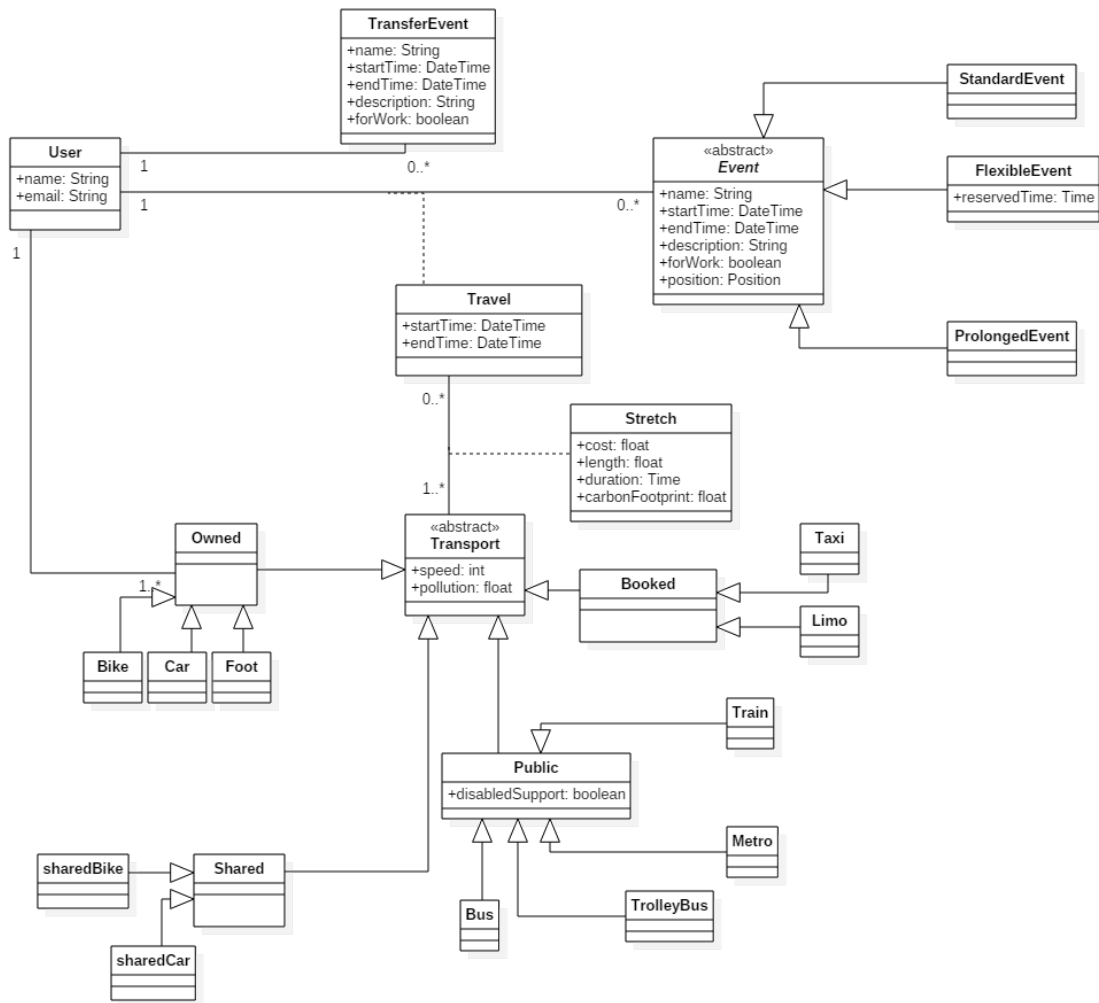 TransferEvent
+name: String
+startTime: DateTime
+endTime: DateTime
+description: String
+forWork: boolean
StandardEvent
User
+name: String
+email: String
1
0..*
«abstract»
Event
+name: String
+startTime: DateTime
+endTime: DateTime
+description: String
+forWork: boolean
+position: Position
FlexibleEvent
+reservedTime: Time
1
0..*
1
Travel
+startTime: DateTime
+endTime: DateTime
ProlongedEvent
0..*
Stretch
+cost: float
+length: float
+duration: Time
+carbonFootprint: float
1..*
«abstract»
Transport
+speed: int
+pollution: float
Owned
1..*
Booked
Taxi
Limo
Bike
Car
Foot
Train
Public
+disabledSupport: boolean
Metro
sharedBike
Shared
TrolleyBus
Bus
sharedCar